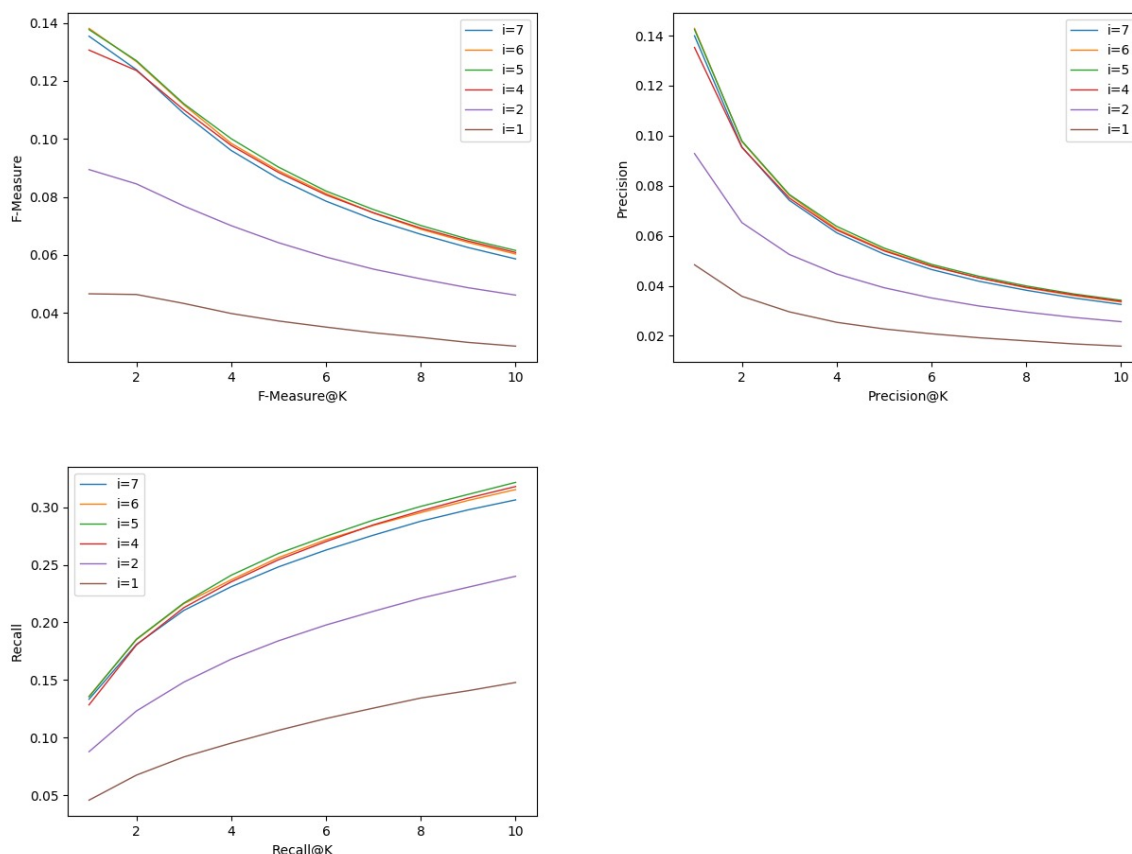 0.14
0.12
0.10
0.08
0.06
0.04
F-Measure
2
4
6
8
10
F-Measure@K
i=7
i=6
i=5
i=4
i=2
i=1
0.14
0.12
0.10
0.08
0.06
0.04
0.02
Precision
2
4
6
8
10
Precision@K
i=7
i=6
i=5
i=4
i=2
i=1
0.30
0.25
0.20
0.15
0.10
0.05
Recall
2
4
6
8
10
Recall@K
i=7
i=6
i=5
i=4
i=2
i=1